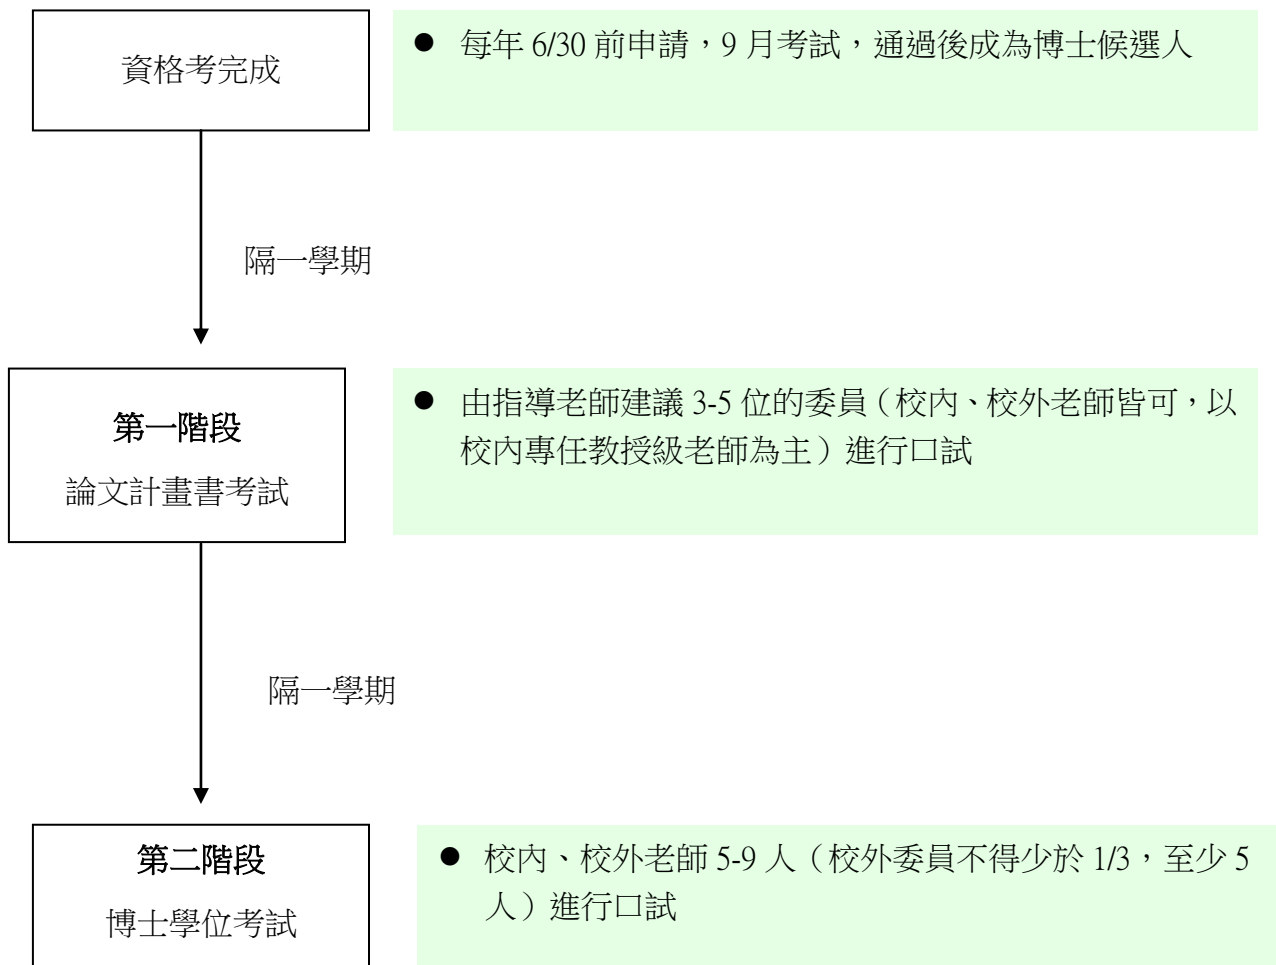 資格考完成
● 每年 6/30 前申請，9 月考試，通過後成為博士候選人
隔一學期
第一階段
論文計畫書考試
● 由指導老師建議 3-5 位的委員（校內、校外老師皆可，以
校內專任教授級老師為主）進行口試
隔一學期
第二階段
博士學位考試
● 校內、校外老師 5-9 人（校外委員不得少於 1/3，至少 5
人）進行口試